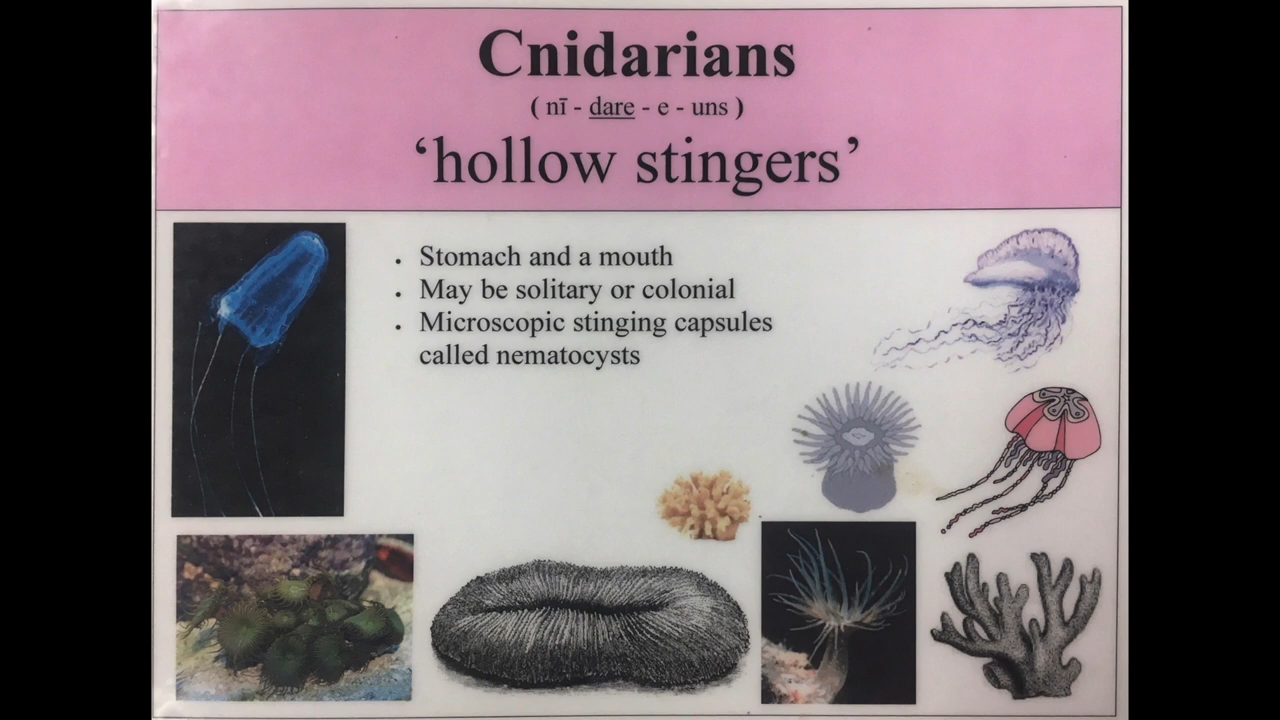 Cnidarians
( nī - dare - e - uns )
‘hollow stingers’
• Stomach and a mouth
• May be solitary or colonial
• Microscopic stinging capsules
called nematocysts